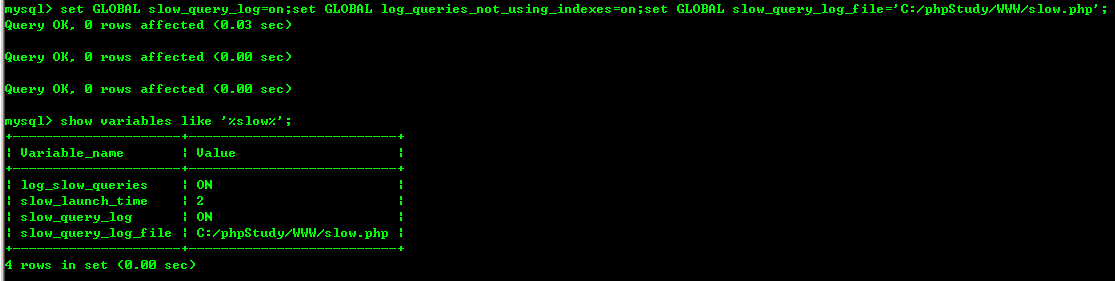 mysql> set GLOBAL slow_query_log=on;set GLOBAL log_queries_not_using_indexes=on;set GLOBAL slow_query_log_file='C:/phpStudy/WWW/slow.php';
Query OK, 0 rows affected (0.03 sec)
Query OK, 0 rows affected (0.00 sec)
Query OK, 0 rows affected (0.00 sec)
mysql> show variables like '%slow%';
+---------------------+--------------------------+
| Variable_name       | Value                    |
+---------------------+--------------------------+
| log_slow_queries    | ON                       |
| slow_launch_time    | 2                        |
| slow_query_log      | ON                       |
| slow_query_log_file | C:/phpStudy/WWW/slow.php |
+---------------------+--------------------------+
4 rows in set (0.00 sec)